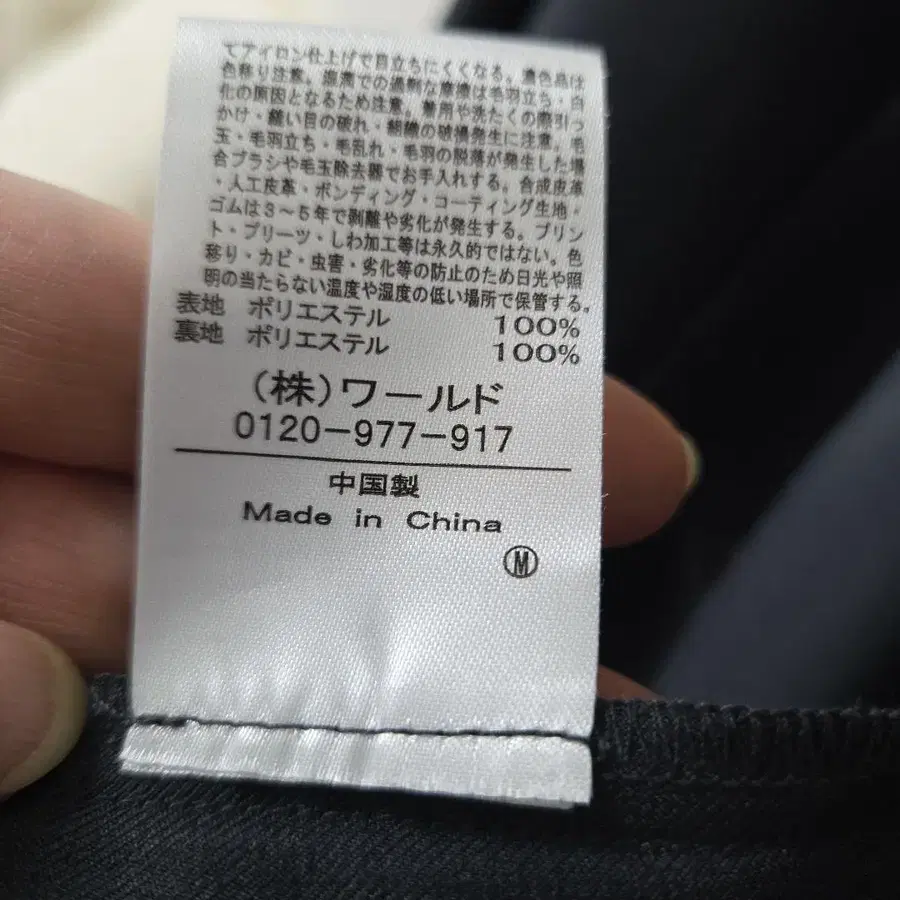 てアイロン仕上げで目立ちにくくなる。濃色品は
色移り注意。湿潤での過剰な摩擦は毛羽立ち・白
化の原因となるため注意。着用や洗たくの際引っ
かけ・縫い目の破れ・組織の破損発生に注意。毛
玉・毛羽立ち・毛乱れ・毛羽の脱落が発生した場
合ブラシや毛玉除去器でお手入れする。合成皮革
・人工皮革・ボンディング・コーティング生地・
ゴムは3~5年で剥離や劣化が発生する。プリン
ト・プリーツ・しわ加工等は永久的ではない。色
移り・カビ・虫害・劣化等の防止のため日光や照
明の当たらない温度や湿度の低い場所で保管する。
表地 ポリエステル 100%
裏地 ポリエステル 100%
(株)ワールド
0120-977-917
中国製
Made in China
Ⓜ